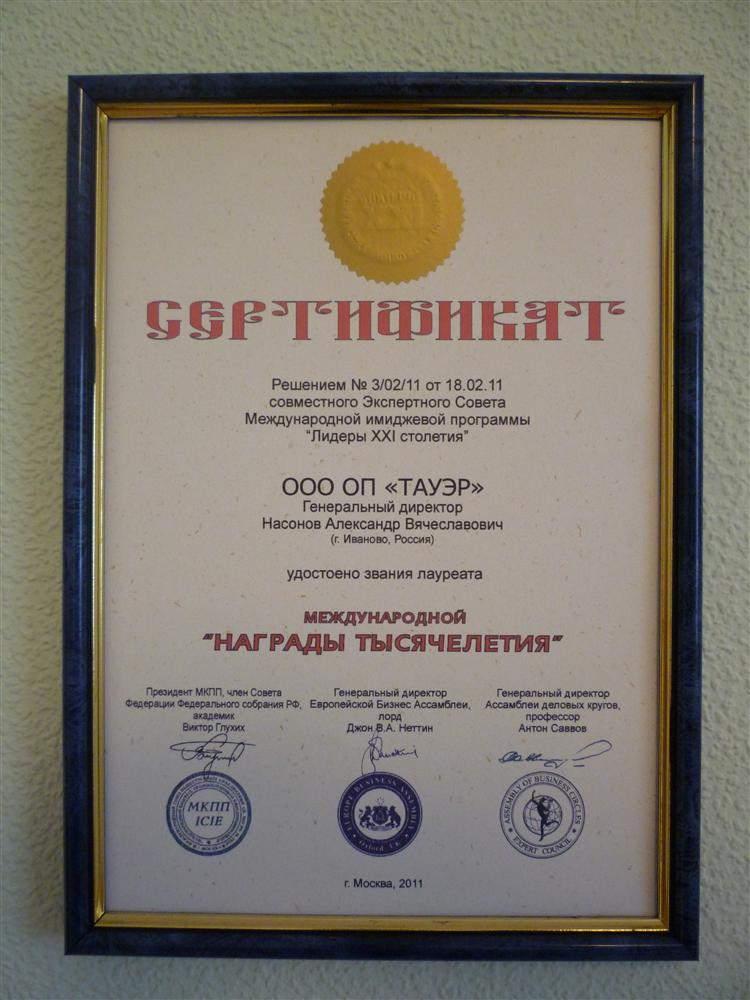 СЕРТИФИКАТ
Решением № 3/02/11 от 18.02.11
совместного Экспертного Совета
Международной имиджевой программы
“Лидеры XXI столетия”
ООО ОП «ТАУЭР»
Генеральный директор
Насонов Александр Вячеславович
(г. Иваново, Россия)
удостоено звания лауреата
МЕЖДУНАРОДНОЙ
“НАГРАДЫ ТЫСЯЧЕЛЕТИЯ”
Президент МКПП, член Совета
Федерации Федерального собрания РФ,
академик
Виктор Глухих
Генеральный директор
Европейской Бизнес Ассамблеи,
лорд
Джон В.А. Неттин
Генеральный директор
Ассамблеи деловых кругов,
профессор
Антон Саввов
МКПП
ICIE
EUROPE BUSINESS ASSEMBLY
Oxford, UK
ASSEMBLY OF BUSINESS CIRCLES
EXPERT COUNCIL
г. Москва, 2011